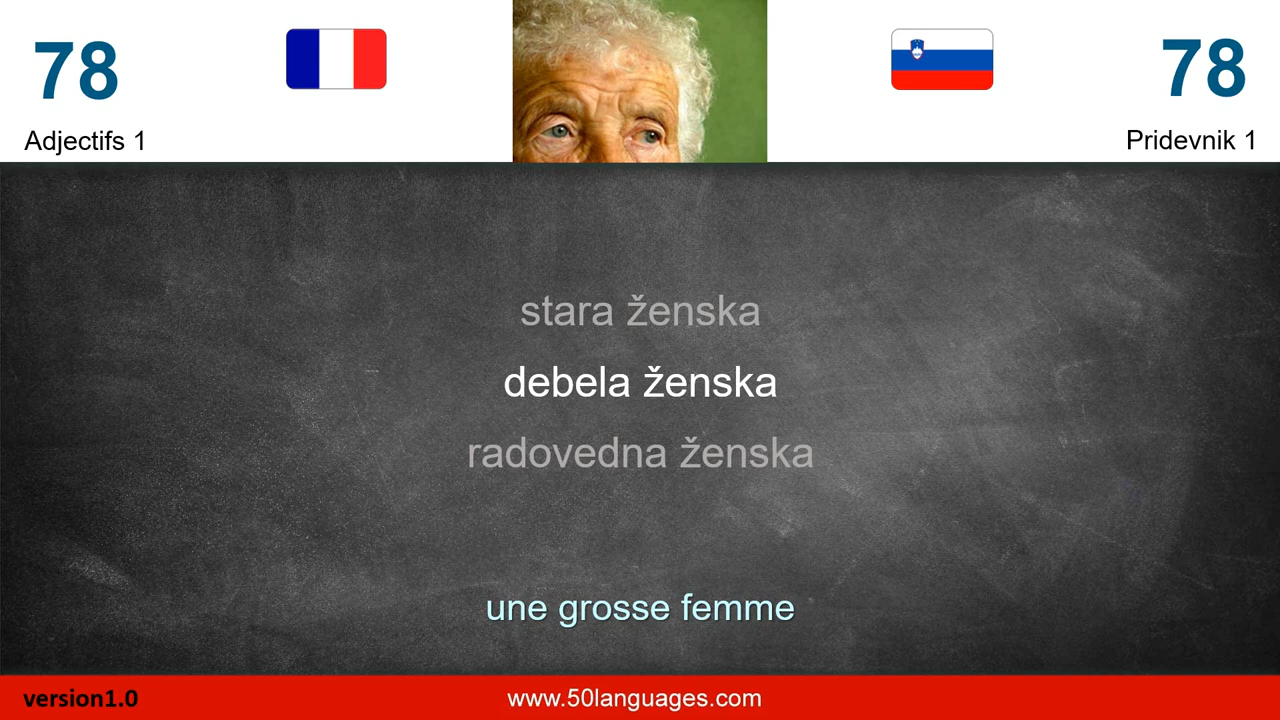 78
78
Adjectifs 1
Pridevnik 1
stara ženska
debela ženska
radovedna ženska
une grosse femme
version1.0
www.50languages.com